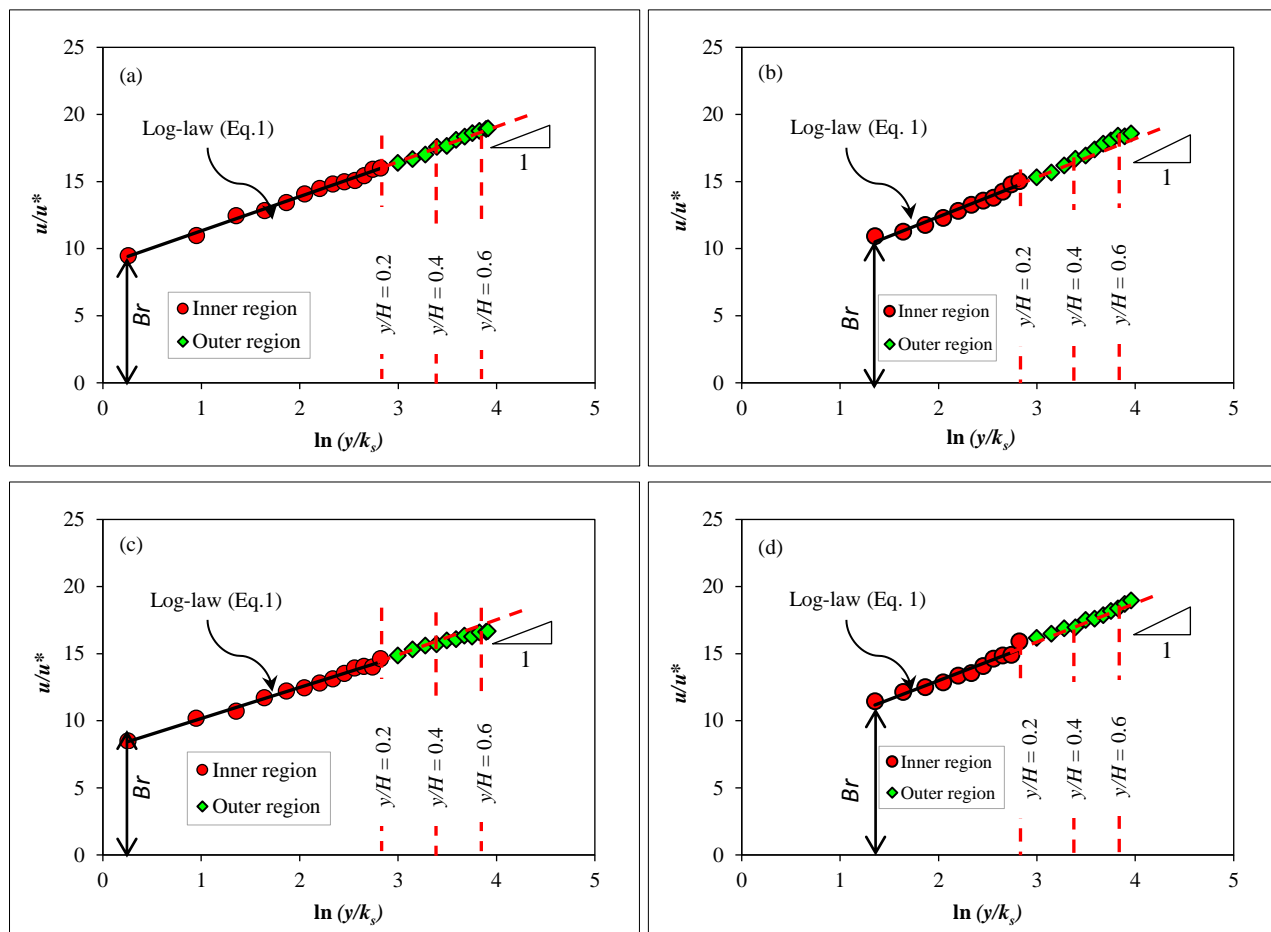 (a)
25
20
15
10
5
0
u/u*
Log-law (Eq.1)
1
Br
Inner region
Outer region
y/H = 0.2
y/H = 0.4
y/H = 0.6
0 1 2 3 4 5
ln (y/ks)
(b)
25
20
15
10
5
0
u/u*
Log-law (Eq. 1)
1
Br
Inner region
Outer region
y/H = 0.2
y/H = 0.4
y/H = 0.6
0 1 2 3 4 5
ln (y/ks)
(c)
25
20
15
10
5
0
u/u*
Log-law (Eq.1)
1
Br
Inner region
Outer region
y/H = 0.2
y/H = 0.4
y/H = 0.6
0 1 2 3 4 5
ln (y/ks)
(d)
25
20
15
10
5
0
u/u*
Log-law (Eq. 1)
1
Br
Inner region
Outer region
y/H = 0.2
y/H = 0.4
y/H = 0.6
0 1 2 3 4 5
ln (y/ks)